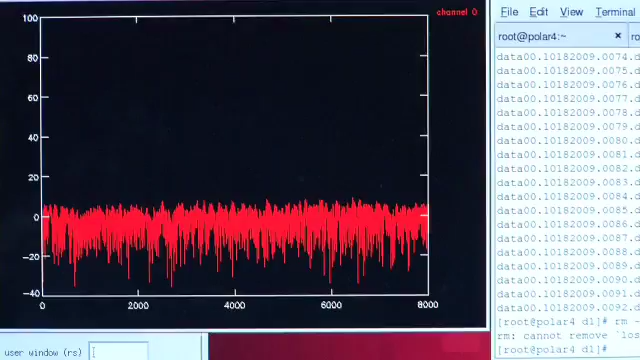 channel 0
100
80
60
40
20
0
-20
-40
0 2000 4000 6000 8000
user window (ns)
File Edit View Terminal
root@polar4:~ × ro
data00.10182009.0074.d
data00.10182009.0075.d
data00.10182009.0076.d
data00.10182009.0077.d
data00.10182009.0078.d
data00.10182009.0079.d
data00.10182009.0080.d
data00.10182009.0081.d
data00.10182009.0082.d
data00.10182009.0083.d
data00.10182009.0084.d
data00.10182009.0085.d
data00.10182009.0086.d
data00.10182009.0087.d
data00.10182009.0088.d
data00.10182009.0089.d
data00.10182009.0090.d
data00.10182009.0091.d
data00.10182009.0092.d
[root@polar4 d1]# rm -
rm: cannot remove `los
[root@polar4 d1]#